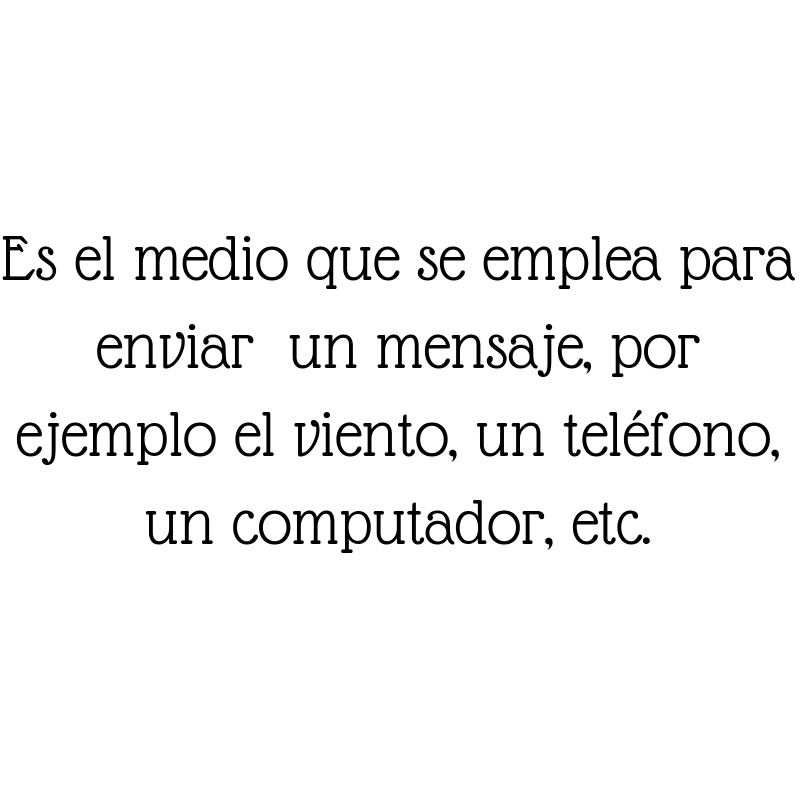 Es el medio que se emplea para
enviar  un mensaje, por
ejemplo el viento, un teléfono,
un computador, etc.